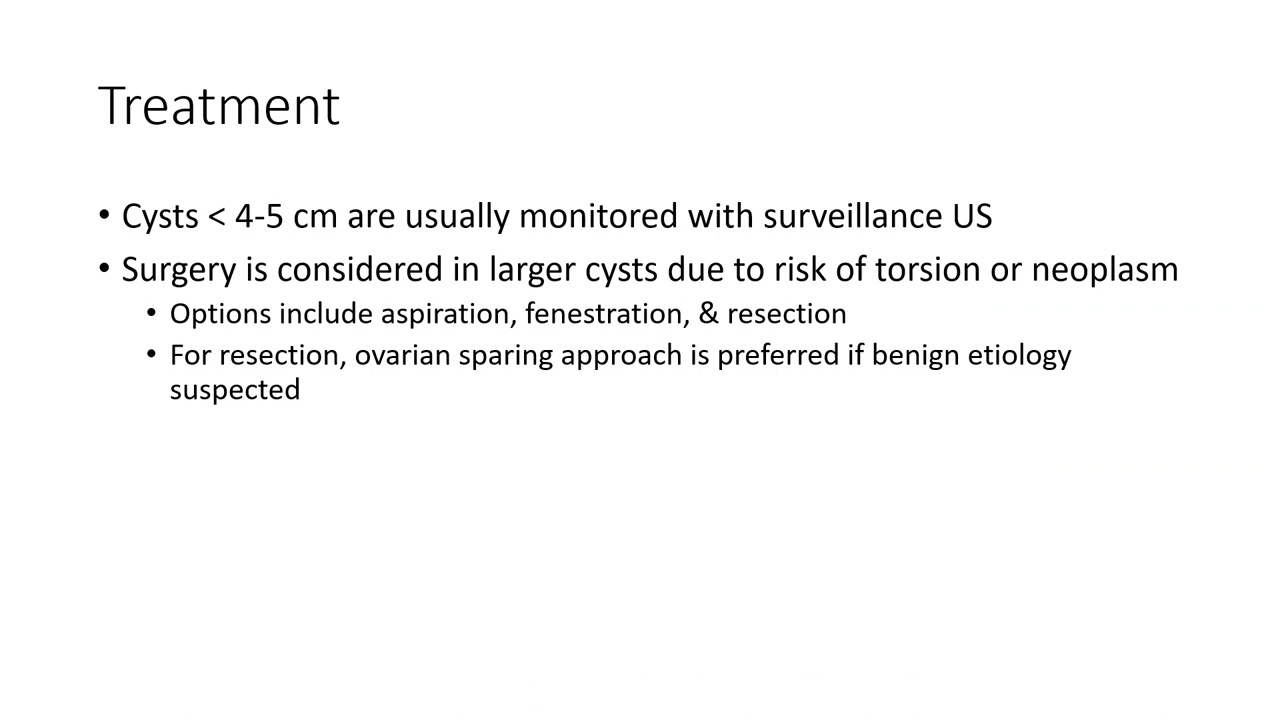 Treatment
• Cysts < 4-5 cm are usually monitored with surveillance US
• Surgery is considered in larger cysts due to risk of torsion or neoplasm
• Options include aspiration, fenestration, & resection
• For resection, ovarian sparing approach is preferred if benign etiology
suspected